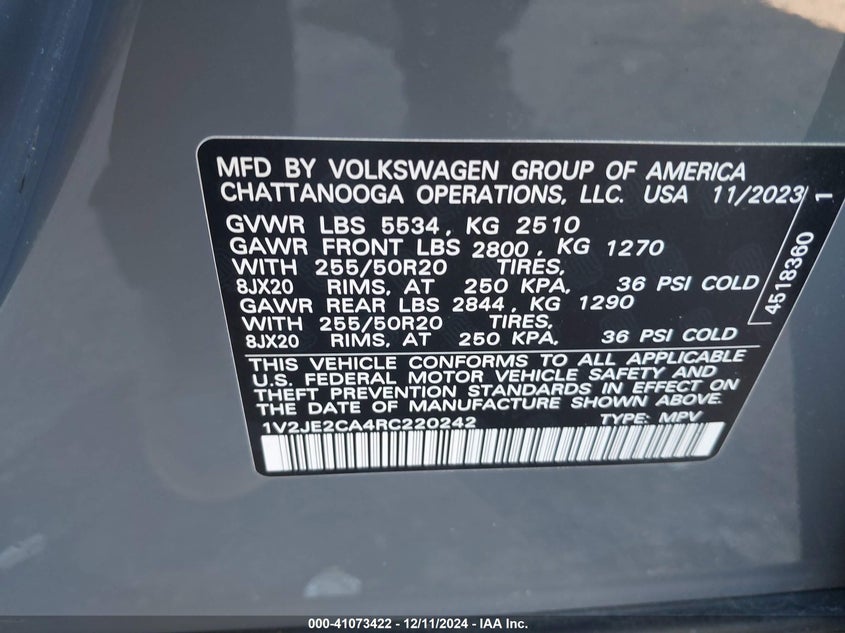 MFD BY VOLKSWAGEN GROUP OF AMERICA
CHATTANOOGA OPERATIONS, LLC. USA 11/2023
GVWR LBS 5534, KG 2510
GAWR FRONT LBS 2800, KG 1270
WITH 255/50R20 TIRES,
8JX20 RIMS, AT 250 KPA, 36 PSI COLD
GAWR REAR LBS 2844, KG 1290
WITH 255/50R20 TIRES,
8JX20 RIMS, AT 250 KPA, 36 PSI COLD
THIS VEHICLE CONFORMS TO ALL APPLICABLE
U.S. FEDERAL MOTOR VEHICLE SAFETY AND
THEFT PREVENTION STANDARDS IN EFFECT ON
THE DATE OF MANUFACTURE SHOWN ABOVE.
1V2JE2CA4RC220242 TYPE: MPV
4518360 1
000-41073422 - 12/11/2024 - IAA Inc.